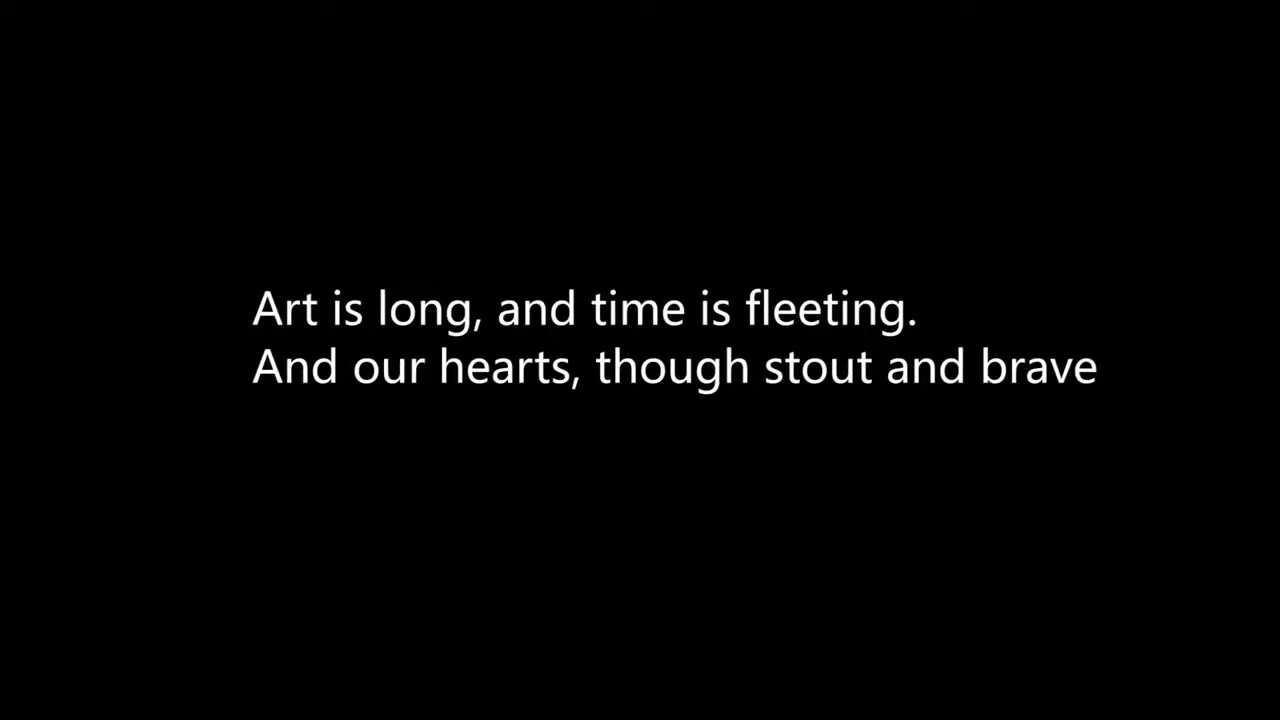 Art is long, and time is fleeting.
And our hearts, though stout and brave